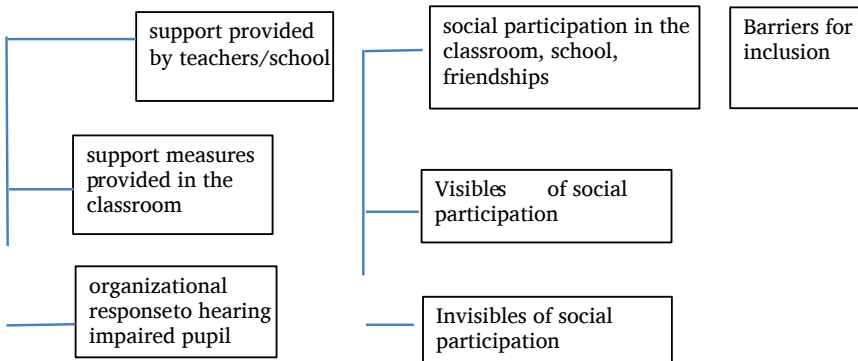 support provided
by teachers/school
support measures
provided in the
classroom
organizational
responseto hearing
impaired pupil
social participation in the
classroom, school,
friendships
Visibles of social
participation
Invisibles of social
participation
Barriers for
inclusion